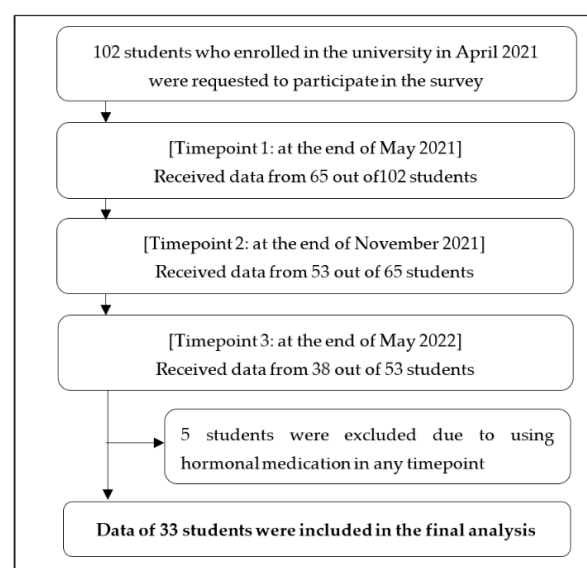 102 students who enrolled in the university in April 2021
were requested to participate in the survey
[Timepoint 1: at the end of May 2021]
Received data from 65 out of102 students
[Timepoint 2: at the end of November 2021]
Received data from 53 out of 65 students
[Timepoint 3: at the end of May 2022]
Received data from 38 out of 53 students
5 students were excluded due to using
hormonal medication in any timepoint
Data of 33 students were included in the final analysis